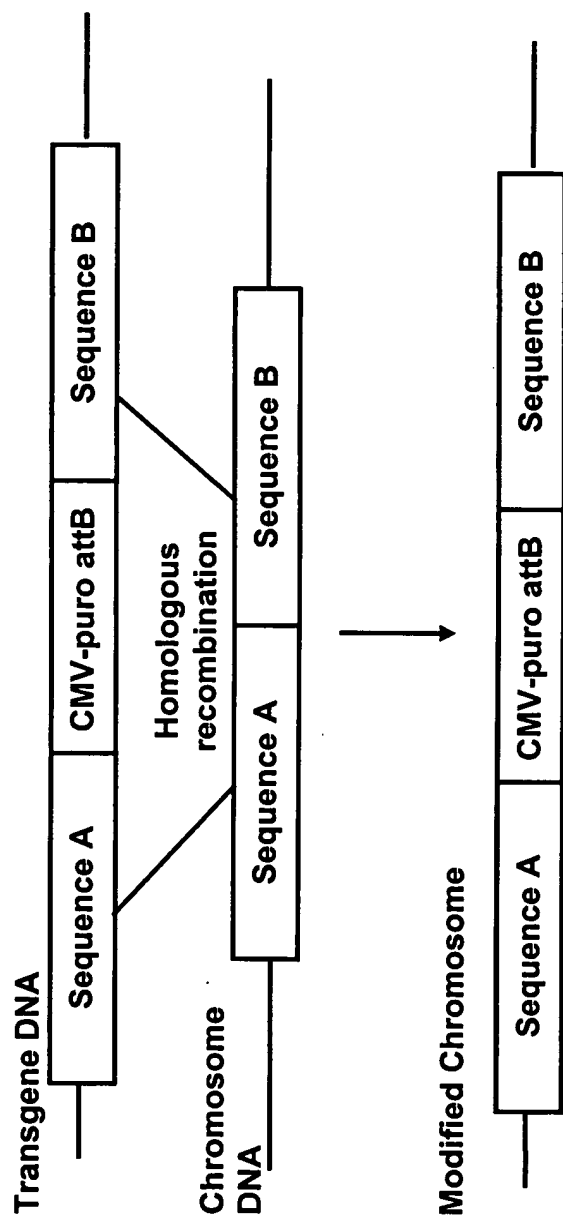 Transgene DNA
Sequence A
CMV-puro attB
Sequence B
Homologous
recombination
Chromosome
DNA
Sequence A
Sequence B
Modified Chromosome
Sequence A
CMV-puro attB
Sequence B